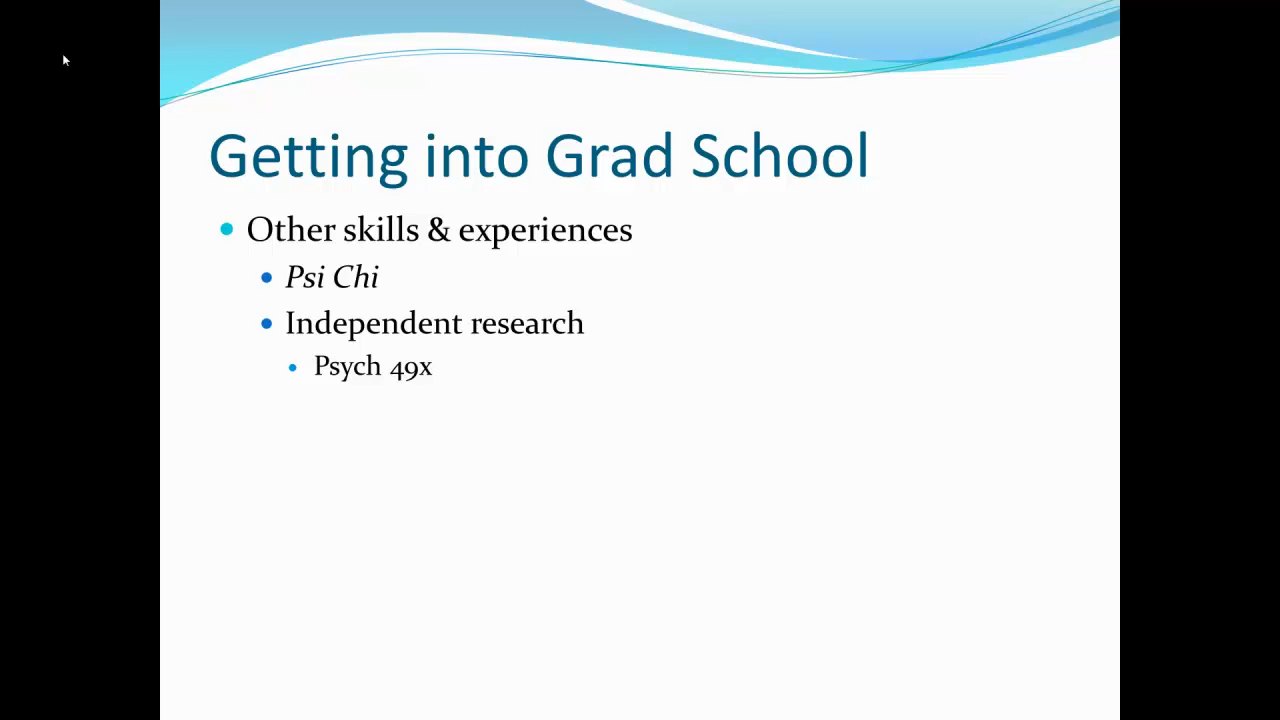 Getting into Grad School
Other skills & experiences
Psi Chi
Independent research
Psych 49x